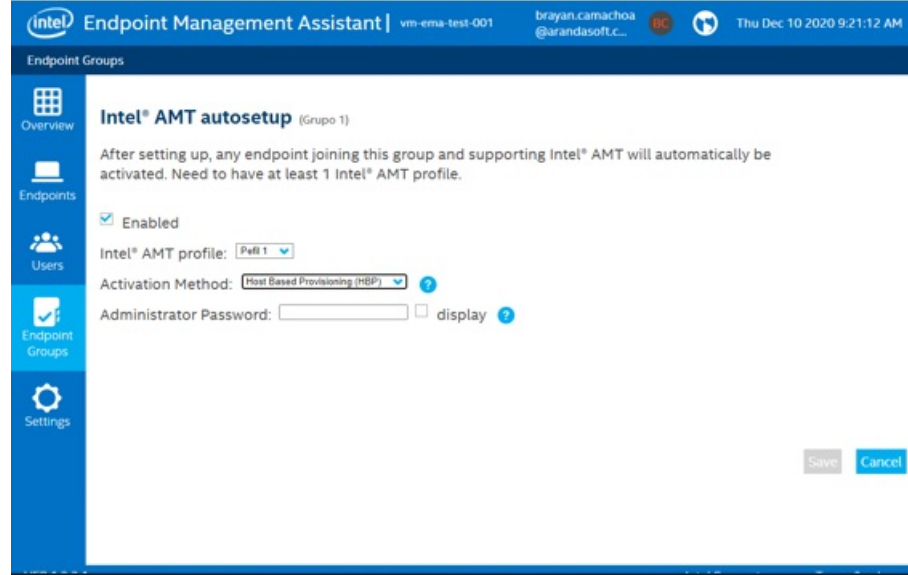 intel Endpoint Management Assistant | vm-ema-test-001 brayan.camachoa BC Thu Dec 10 2020 9:21:12 AM
@arandasoft.c...
Endpoint Groups
Overview
Endpoints
Users
Endpoint
Groups
Settings
Intel® AMT autosetup (Grupo 1)
After setting up, any endpoint joining this group and supporting Intel® AMT will automatically be
activated. Need to have at least 1 Intel® AMT profile.
Enabled
Intel® AMT profile: Pefil 1
Activation Method: Host Based Provisioning (HBP) ?
Administrator Password: display ?
Save Cancel